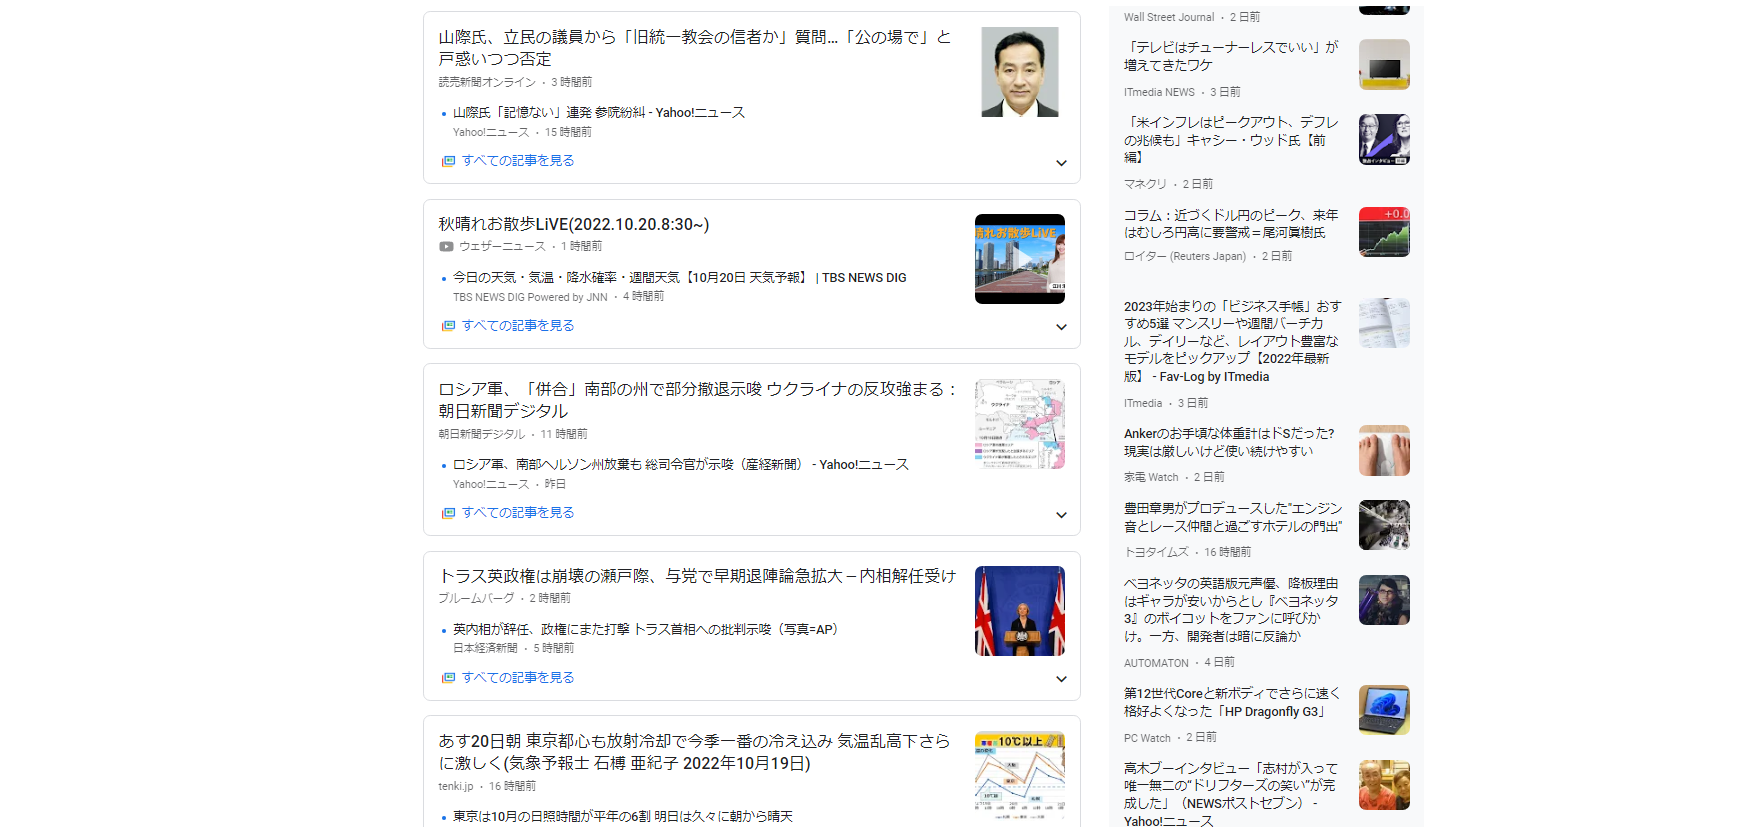 山際氏、立民の議員から「旧統一教会の信者か」質問…「公の場で」と
戸惑いつつ否定
読売新聞オンライン・3 時間前
山際氏「記憶ない」連発 参院紛糾 - Yahoo!ニュース
Yahoo!ニュース・15 時間前
すべての記事を見る
秋晴れお散歩LiVE(2022.10.20.8:30~)
ウェザーニュース・1 時間前
今日の天気・気温・降水確率・週間天気【10月20日 天気予報】 | TBS NEWS DIG
TBS NEWS DIG Powered by JNN・4 時間前
すべての記事を見る
ロシア軍、「併合」南部の州で部分撤退示唆 ウクライナの反攻強まる：
朝日新聞デジタル
朝日新聞デジタル・11 時間前
ロシア軍、南部ヘルソン州放棄も 総司令官が示唆（産経新聞） - Yahoo!ニュース
Yahoo!ニュース・昨日
すべての記事を見る
トラス英政権は崩壊の瀬戸際、与党で早期退陣論急拡大－内相解任受け
ブルームバーグ・2 時間前
英内相が辞任、政権にまた打撃 トラス首相への批判示唆（写真=AP）
日本経済新聞・5 時間前
すべての記事を見る
あす20日朝 東京都心も放射冷却で今季一番の冷え込み 気温乱高下さら
に激しく(気象予報士 石榑 亜紀子 2022年10月19日)
tenki.jp・16 時間前
東京は10月の日照時間が平年の6割 明日は久々に朝から晴天
晴れお散歩LiVE
10℃以上
Wall Street Journal・2 日前
「テレビはチューナーレスでいい」が
増えてきたワケ
ITmedia NEWS・3 日前
「米インフレはピークアウト、デフレ
の兆候も」キャシー・ウッド氏【前
編】
マネクリ・2 日前
コラム：近づくドル円のピーク、来年
はむしろ円高に要警戒＝尾河眞樹氏
ロイター (Reuters Japan)・2 日前
+0.0
2023年始まりの「ビジネス手帳」おす
すめ5選 マンスリーや週間バーチカ
ル、デイリーなど、レイアウト豊富な
モデルをピックアップ【2022年最新
版】 - Fav-Log by ITmedia
ITmedia・3 日前
Ankerのお手頃な体重計はドSだった?
現実は厳しいけど使い続けやすい
家電 Watch・2 日前
豊田章男がプロデュースした"エンジン
音とレース仲間と過ごすホテルの門出"
トヨタイムズ・16 時間前
ベヨネッタの英語版元声優、降板理由
はギャラが安いからとし『ベヨネッタ
3』のボイコットをファンに呼びか
け。一方、開発者は暗に反論か
AUTOMATON・4 日前
第12世代Coreと新ボディでさらに速く
格好よくなった「HP Dragonfly G3」
PC Watch・2 日前
高木ブーインタビュー「志村が入って
唯一無二の“ドリフターズの笑い”が完
成した」（NEWSポストセブン） -
Yahoo!ニュース